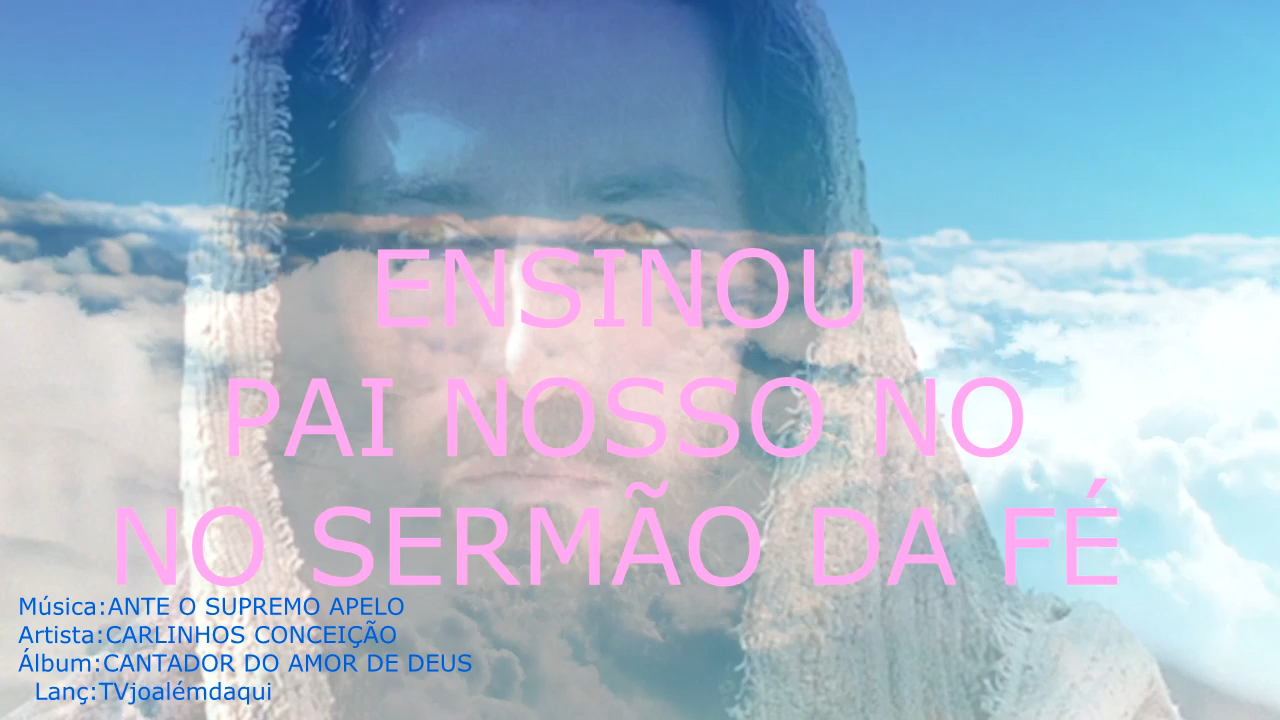 ENSINOU
PAI NOSSO NO
NO SERMÃO DA FÉ
Música:ANTE O SUPREMO APELO
Artista:CARLINHOS CONCEIÇÃO
Álbum:CANTADOR DO AMOR DE DEUS
Lanç:TVjoalémdaqui